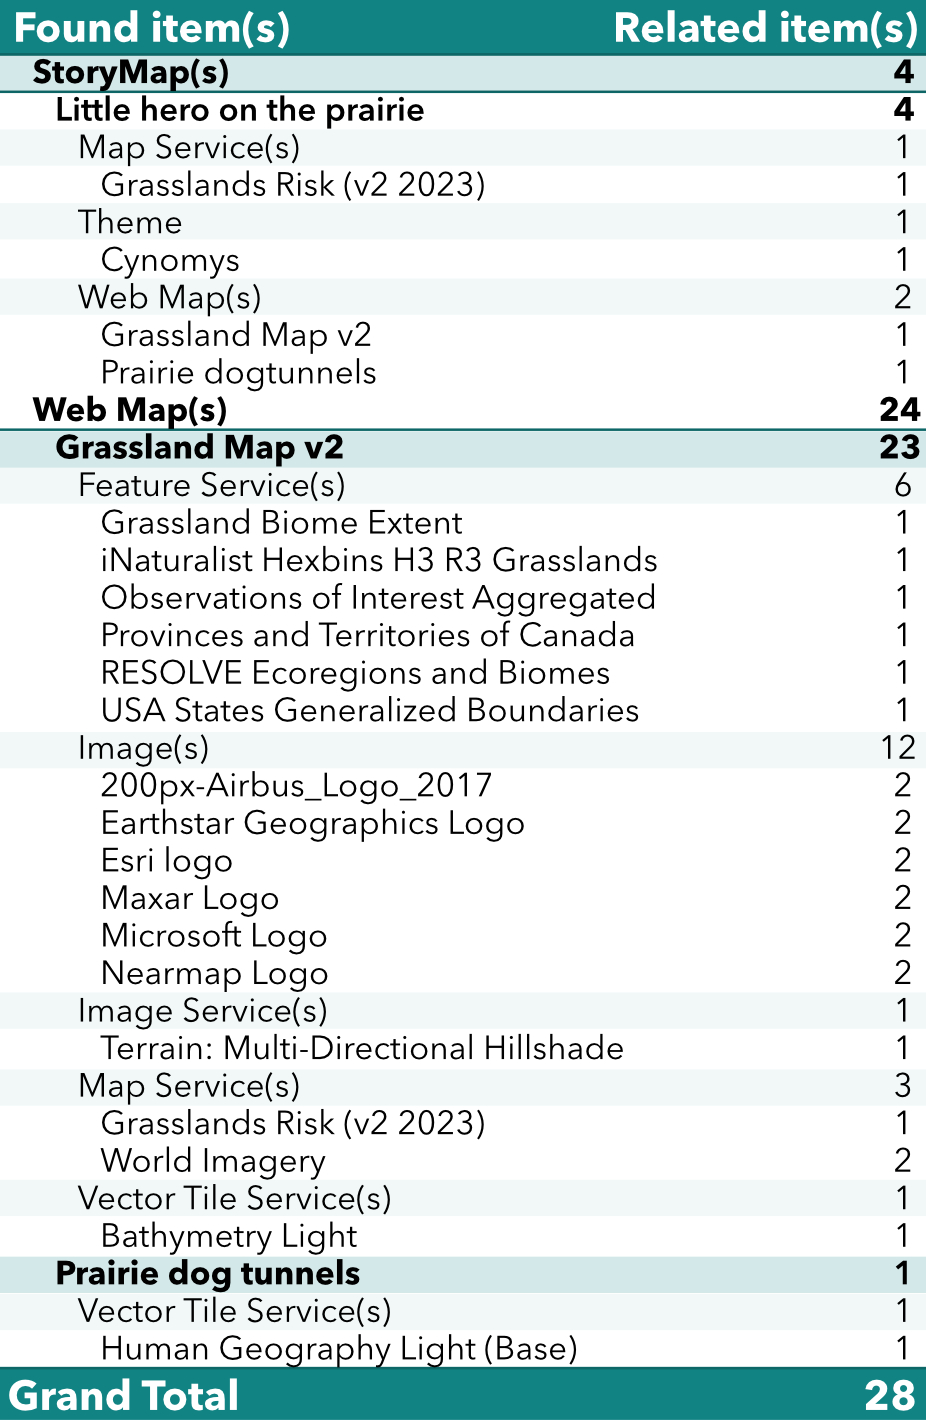 Found item(s) Related item(s)
StoryMap(s) 4
Little hero on the prairie 4
Map Service(s) 1
Grasslands Risk (v2 2023) 1
Theme 1
Cynomys 1
Web Map(s) 2
Grassland Map v2 1
Prairie dogtunnels 1
Web Map(s) 24
Grassland Map v2 23
Feature Service(s) 6
Grassland Biome Extent 1
iNaturalist Hexbins H3 R3 Grasslands 1
Observations of Interest Aggregated 1
Provinces and Territories of Canada 1
RESOLVE Ecoregions and Biomes 1
USA States Generalized Boundaries 1
Image(s) 12
200px-Airbus_Logo_2017 2
Earthstar Geographics Logo 2
Esri logo 2
Maxar Logo 2
Microsoft Logo 2
Nearmap Logo 2
Image Service(s) 1
Terrain: Multi-Directional Hillshade 1
Map Service(s) 3
Grasslands Risk (v2 2023) 1
World Imagery 2
Vector Tile Service(s) 1
Bathymetry Light 1
Prairie dog tunnels 1
Vector Tile Service(s) 1
Human Geography Light (Base) 1
Grand Total 28